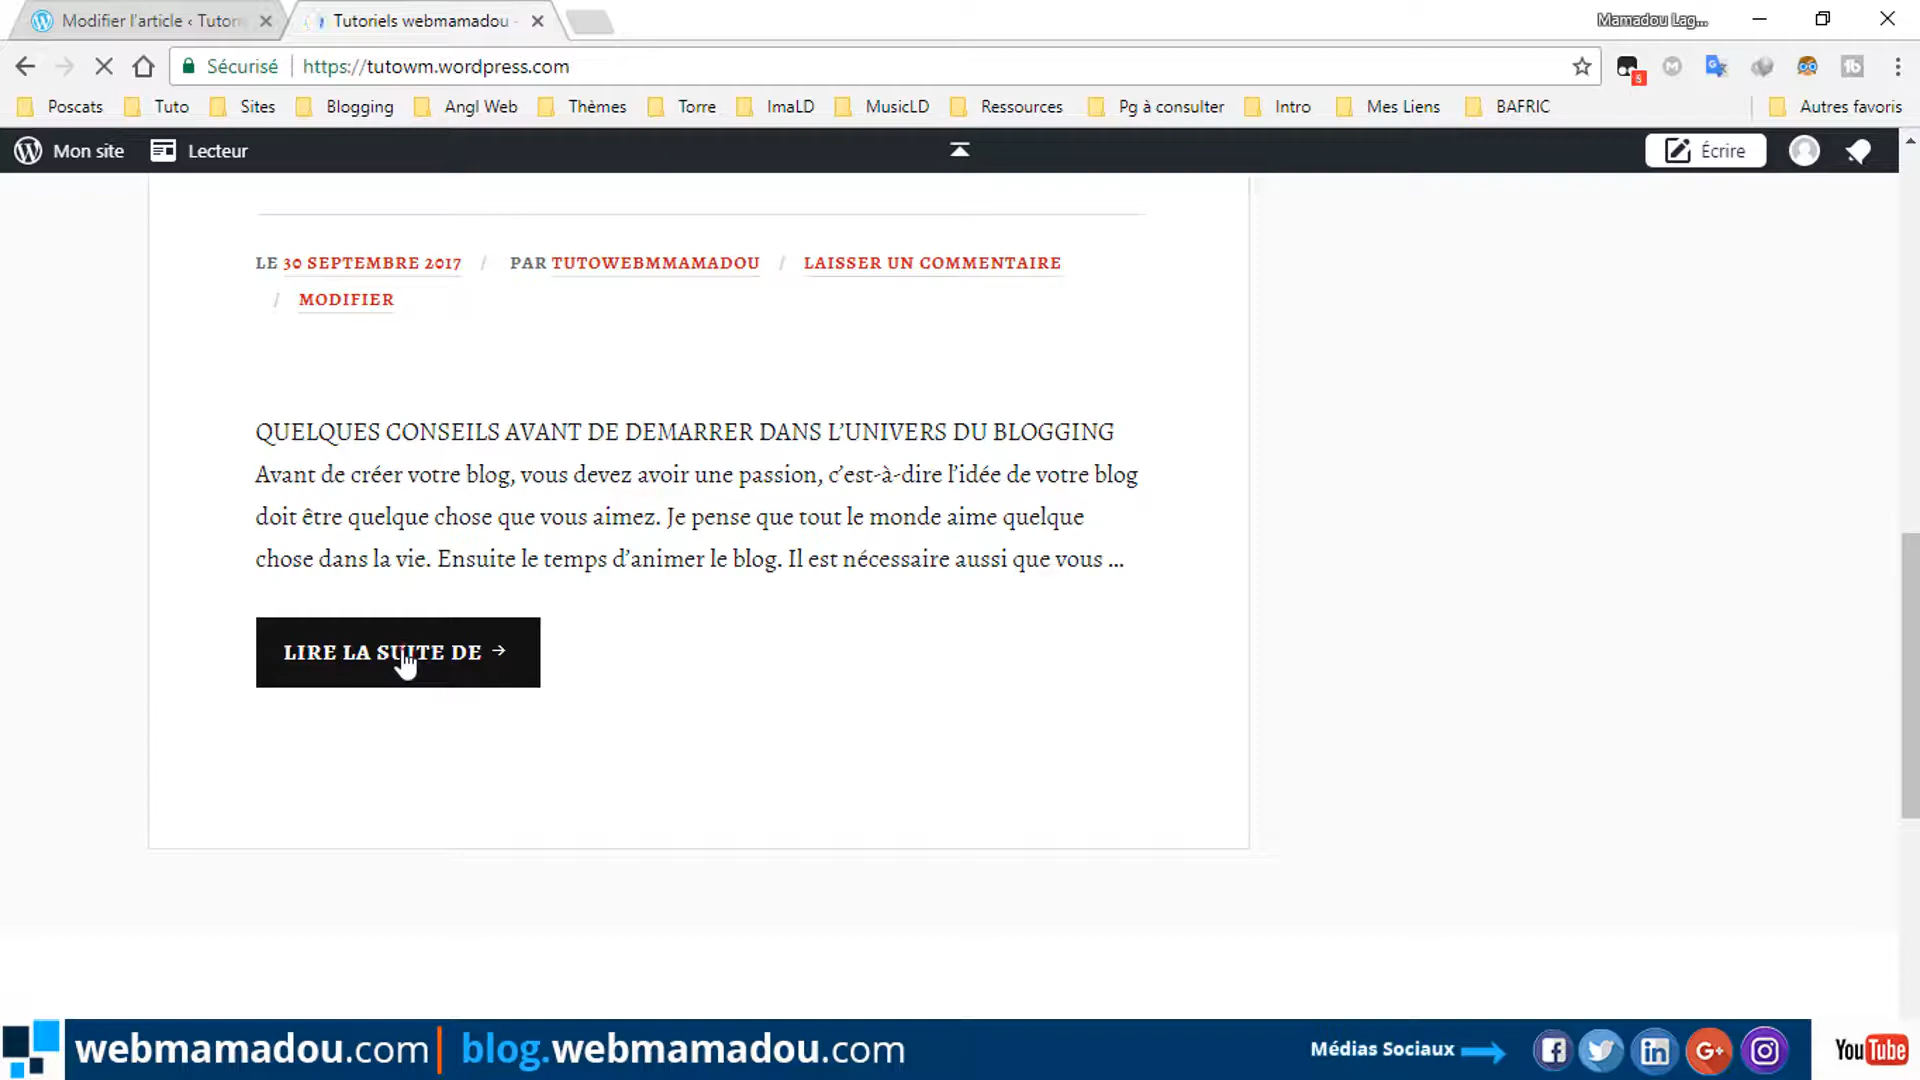 Modifier l'article ‹ Tutori
Tutoriels webmamadou -
Mamadou Lag...
Sécurisé
https://tutowm.wordpress.com
Poscats
Tuto
Sites
Blogging
Angl Web
Thèmes
Torre
ImaLD
MusicLD
Ressources
Pg à consulter
Intro
Mes Liens
BAFRIC
Autres favoris
Mon site
Lecteur
Écrire
LE 30 SEPTEMBRE 2017 / PAR TUTOWEBMMAMADOU / LAISSER UN COMMENTAIRE
/ MODIFIER
QUELQUES CONSEILS AVANT DE DEMARRER DANS L’UNIVERS DU BLOGGING
Avant de créer votre blog, vous devez avoir une passion, c’est-à-dire l’idée de votre blog
doit être quelque chose que vous aimez. Je pense que tout le monde aime quelque
chose dans la vie. Ensuite le temps d’animer le blog. Il est nécessaire aussi que vous ...
LIRE LA SUITE DE →
webmamadou.com | blog.webmamadou.com
Médias Sociaux
YouTube